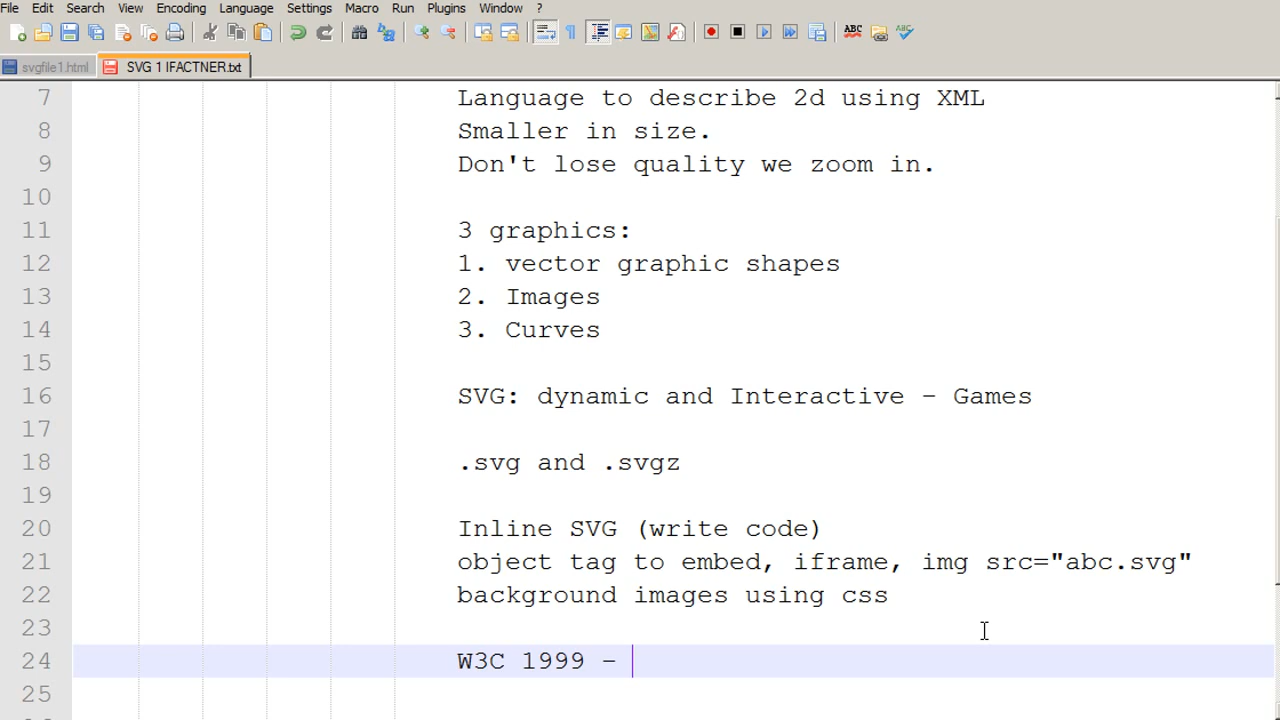 File Edit Search View Encoding Language Settings Macro Run Plugins Window ?
svgfile1.html SVG 1 IFACTNER.txt
7 Language to describe 2d using XML
8 Smaller in size.
9 Don't lose quality we zoom in.
10
11 3 graphics:
12 1. vector graphic shapes
13 2. Images
14 3. Curves
15
16 SVG: dynamic and Interactive - Games
17
18 .svg and .svgz
19
20 Inline SVG (write code)
21 object tag to embed, iframe, img src="abc.svg"
22 background images using css
23
24 W3C 1999 -
25